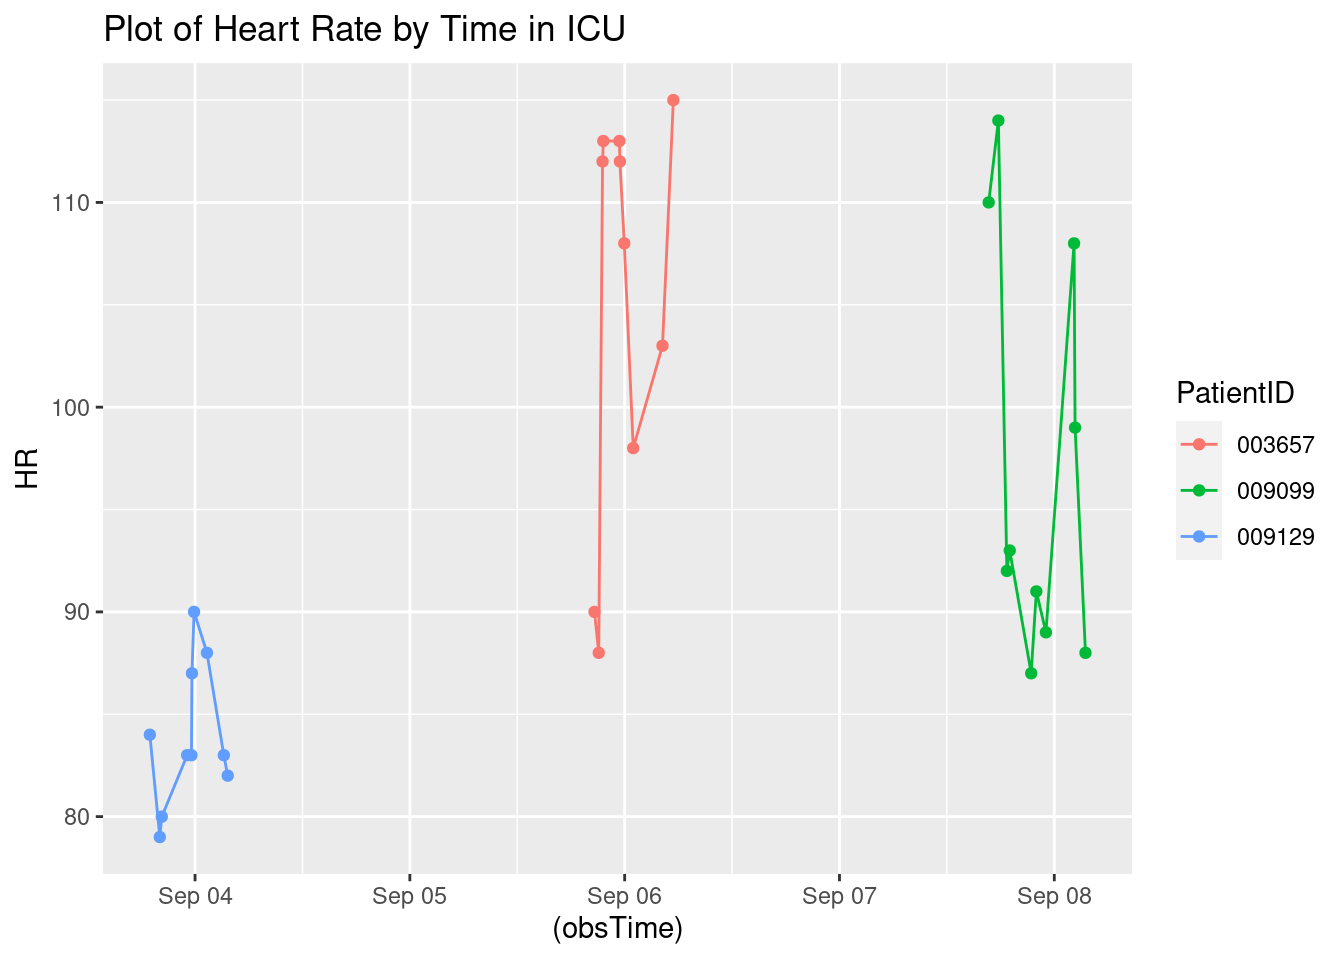 Plot of Heart Rate by Time in ICU
HR
110
100
90
80
Sep 04
Sep 05
Sep 06
Sep 07
Sep 08
(obsTime)
PatientID
003657
009099
009129